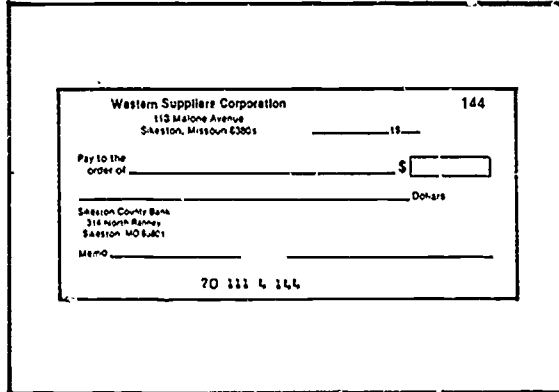 Western Suppliers Corporation 144
113 Malone Avenue
Sikeston, Missouri 63801 19
Pay to the
order of $
Dollars
Sikeston County Bank
314 North Ranney
Sikeston, MO 63801
Memo
70 111 4 144